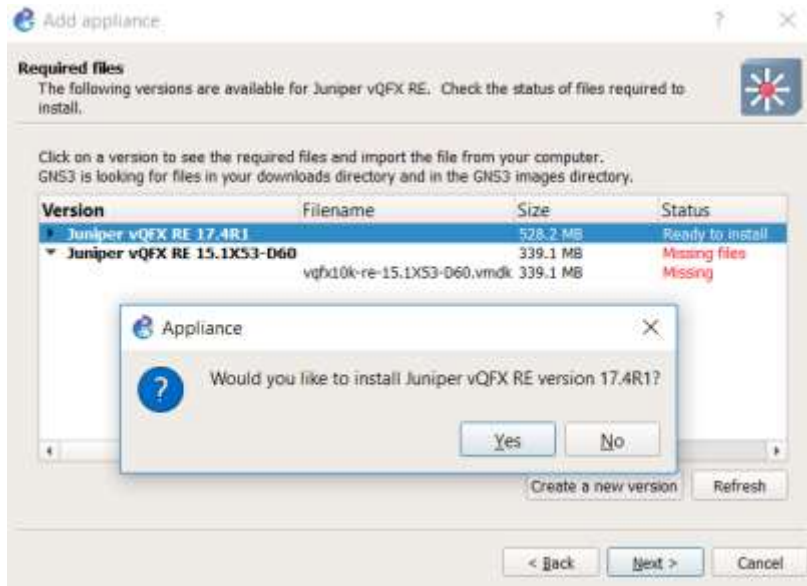 Add appliance
Required files
The following versions are available for Juniper vQFX RE. Check the status of files required to
install.
Click on a version to see the required files and import the file from your computer.
GNS3 is looking for files in your downloads directory and in the GNS3 images directory.
Version Filename Size Status
Juniper vQFX RE 17.4R1 528.2 MB Ready to install
Juniper vQFX RE 15.1X53-D60 339.1 MB Missing files
vqfx10k-re-15.1X53-D60.vmdk 339.1 MB Missing
Appliance
Would you like to install Juniper vQFX RE version 17.4R1?
Yes No
Create a new version Refresh
< Back Next > Cancel